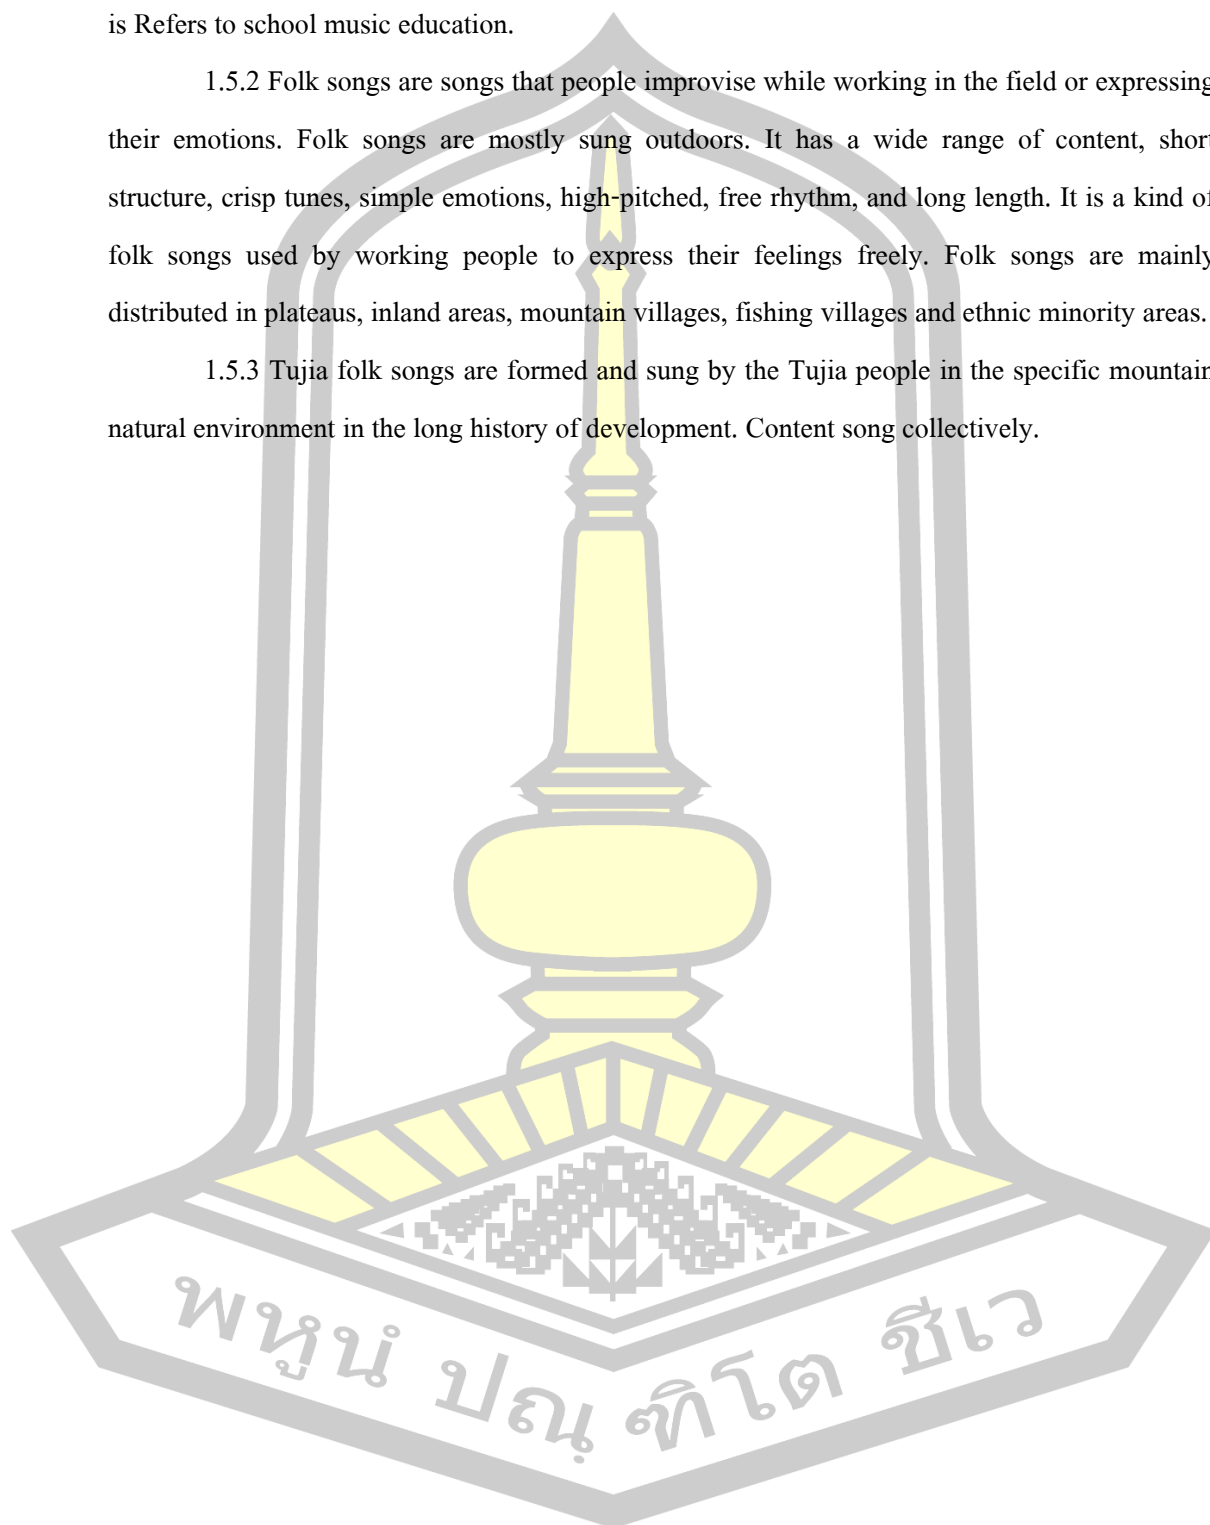 is Refers to school music education.
1.5.2 Folk songs are songs that people improvise while working in the field or expressing
their emotions. Folk songs are mostly sung outdoors. It has a wide range of content, short
structure, crisp tunes, simple emotions, high-pitched, free rhythm, and long length. It is a kind of
folk songs used by working people to express their feelings freely. Folk songs are mainly
distributed in plateaus, inland areas, mountain villages, fishing villages and ethnic minority areas.
1.5.3 Tujia folk songs are formed and sung by the Tujia people in the specific mountain
natural environment in the long history of development. Content song collectively.
พหูนํ ปณฺฑิโต ชีเว